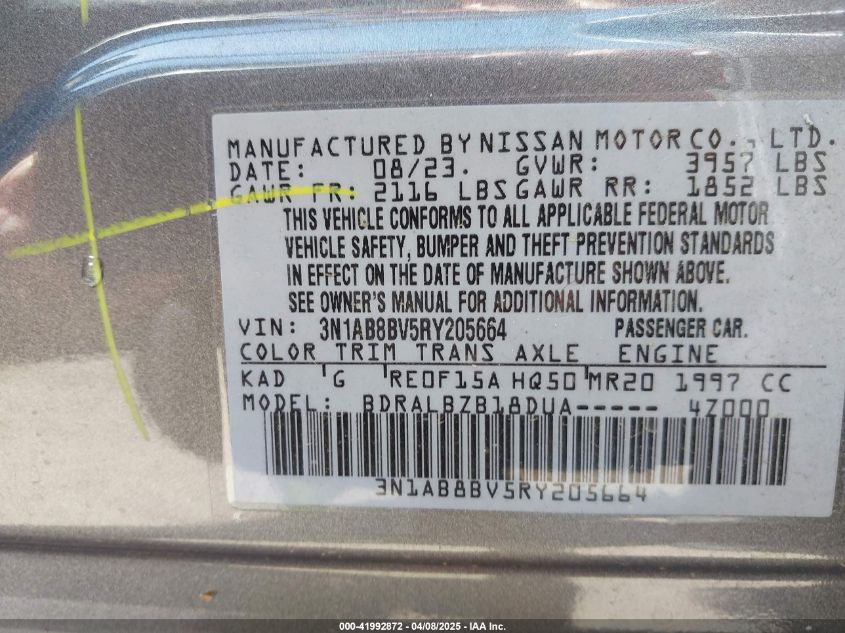 MANUFACTURED BY NISSAN MOTOR CO., LTD.
DATE: 08/23. GVWR: 3957 LBS
GAWR FR: 2116 LBS GAWR RR: 1852 LBS
THIS VEHICLE CONFORMS TO ALL APPLICABLE FEDERAL MOTOR
VEHICLE SAFETY, BUMPER AND THEFT PREVENTION STANDARDS
IN EFFECT ON THE DATE OF MANUFACTURE SHOWN ABOVE.
SEE OWNER'S MANUAL FOR ADDITIONAL INFORMATION.
VIN: 3N1AB8BV5RY205664 PASSENGER CAR.
COLOR TRIM TRANS AXLE ENGINE
KAD G RE0F15A HQ50 MR20 1997 CC
MODEL: BDRALBZB18DUA----- 4Z000
3N1AB8BV5RY205664
000-41992872 04/08/2025 - IAA Inc.